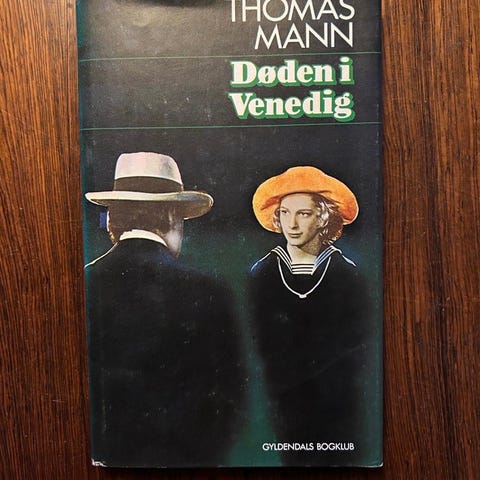 THOMAS
MANN
Døden i
Venedig
GYLDENDALS BOGKLUB